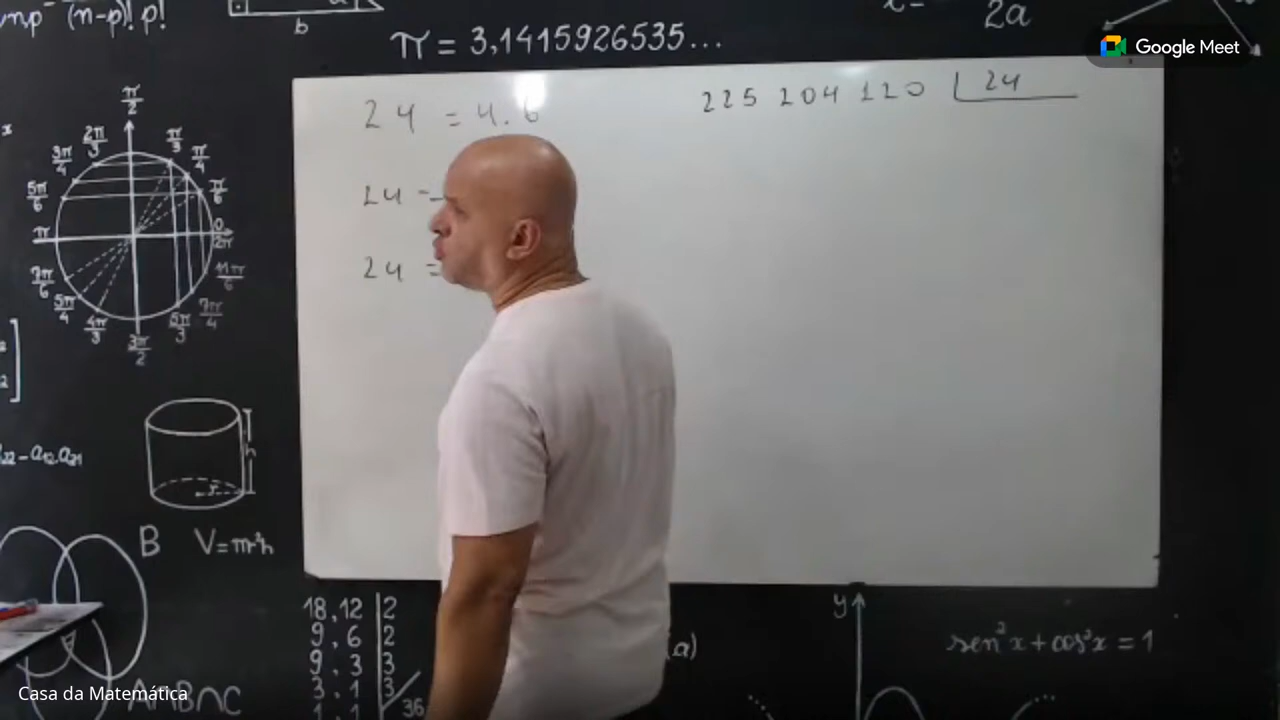 (n-p)! p!
b
2a
π = 3,1415926535...
Google Meet
24 = 4.6
24 =
24 =
225 204 120 24
π/2
2π/3
π/3
3π/4
π/4
5π/6
π/6
π
0
2π
7π/6
11π/6
5π/4
7π/4
4π/3
5π/3
3π/2
h
r
B V=πr²h
18,12 2
9,6 2
9,3 3
3,1 3
1,1 36
y
sen²x + cos²x = 1
Casa da Matemática
A∩B∩C